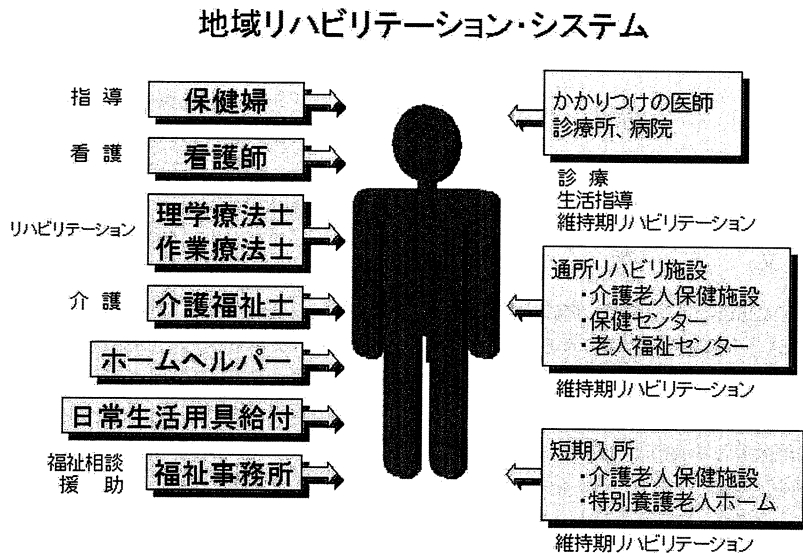 地域リハビリテーション・システム
指 導
保健婦
看 護
看護師
リハビリテーション
理学療法士
作業療法士
介 護
介護福祉士
ホームヘルパー
日常生活用具給付
福祉相談
援 助
福祉事務所
かかりつけの医師
診療所、病院
診 療
生活指導
維持期リハビリテーション
通所リハビリ施設
・介護老人保健施設
・保健センター
・老人福祉センター
維持期リハビリテーション
短期入所
・介護老人保健施設
・特別養護老人ホーム
維持期リハビリテーション